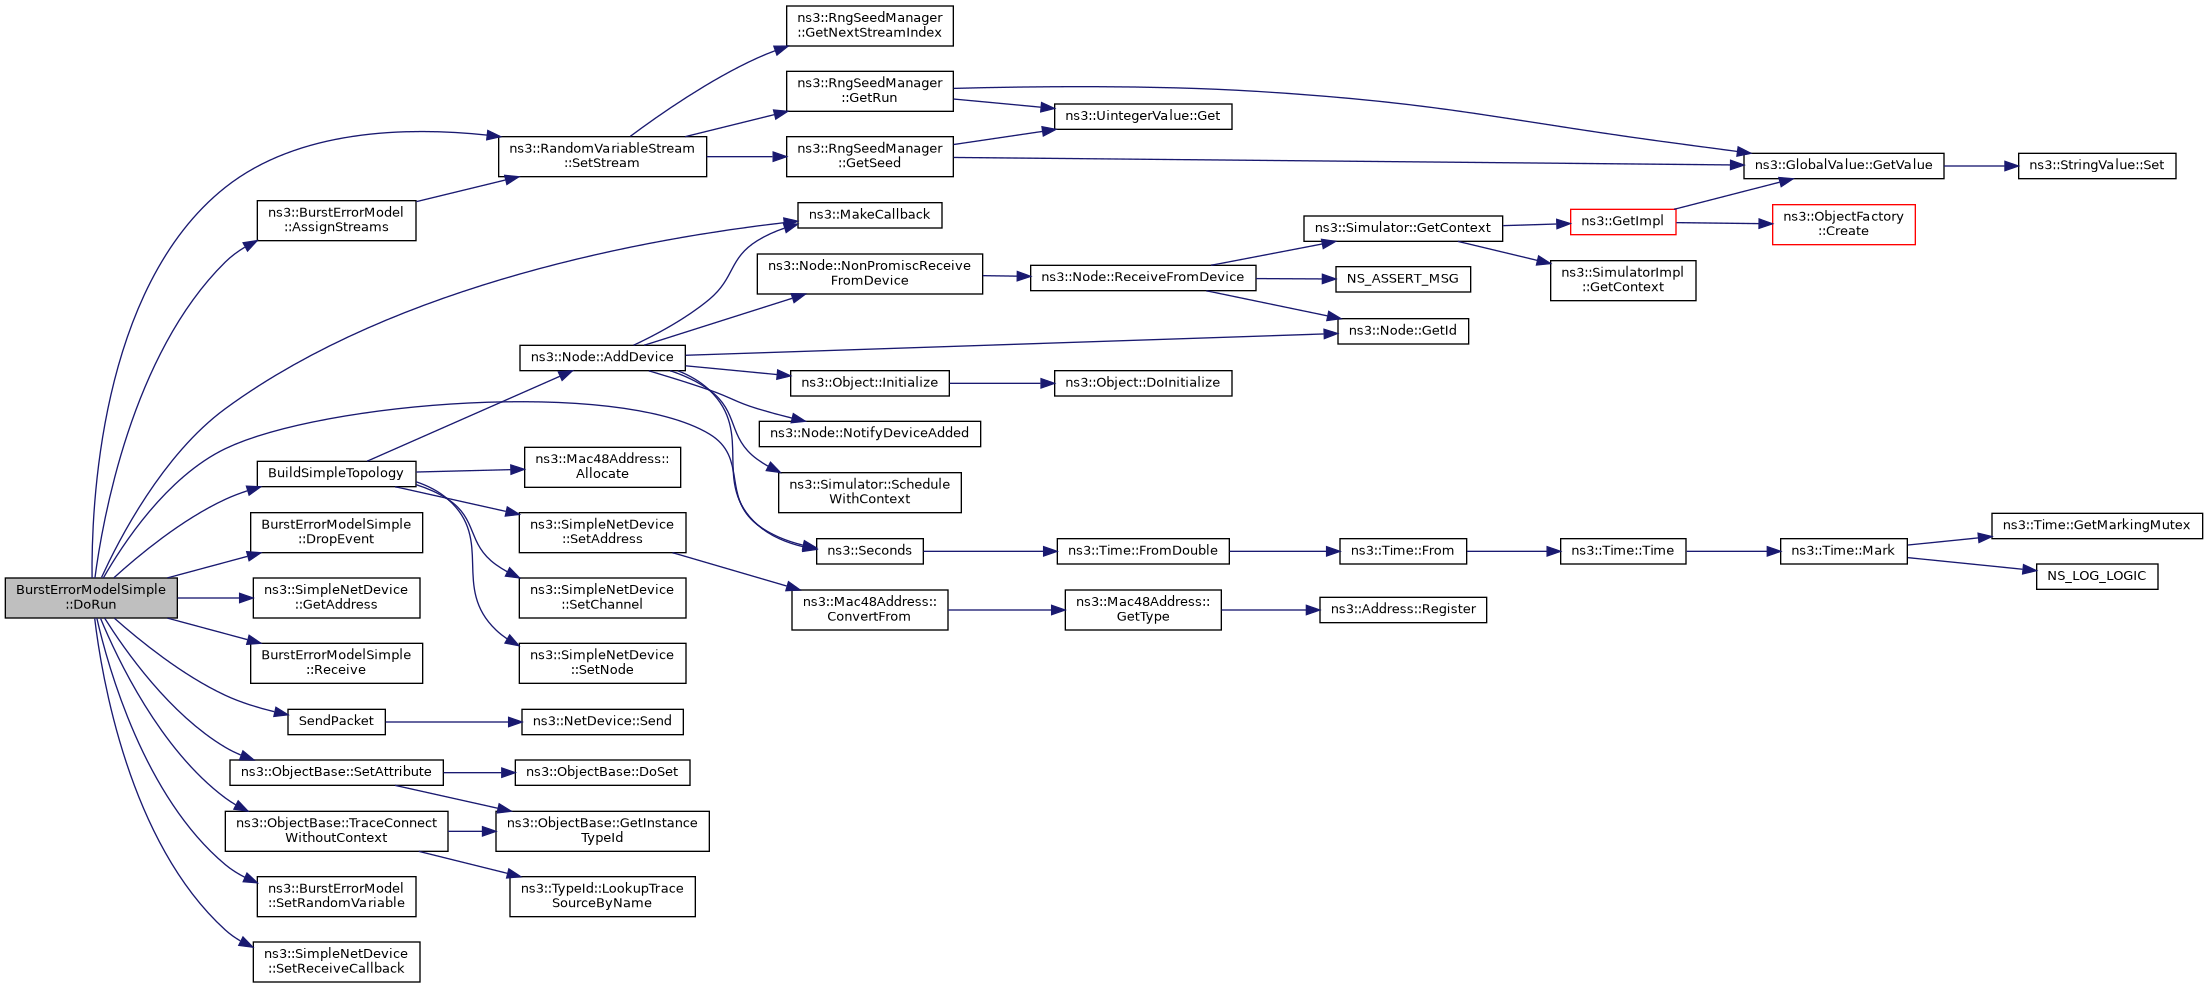 ns3::RngSeedManager
::GetNextStreamIndex
ns3::RngSeedManager
::GetRun
ns3::UintegerValue::Get
ns3::RandomVariableStream
::SetStream
ns3::RngSeedManager
::GetSeed
ns3::GlobalValue::GetValue
ns3::StringValue::Set
ns3::BurstErrorModel
::AssignStreams
ns3::MakeCallback
ns3::Simulator::GetContext
ns3::GetImpl
ns3::ObjectFactory
::Create
ns3::Node::NonPromiscReceive
FromDevice
ns3::Node::ReceiveFromDevice
NS_ASSERT_MSG
ns3::SimulatorImpl
::GetContext
ns3::Node::GetId
ns3::Node::AddDevice
ns3::Object::Initialize
ns3::Object::DoInitialize
ns3::Node::NotifyDeviceAdded
BuildSimpleTopology
ns3::Mac48Address::
Allocate
ns3::Simulator::Schedule
WithContext
BurstErrorModelSimple
::DropEvent
ns3::SimpleNetDevice
::SetAddress
ns3::Seconds
ns3::Time::FromDouble
ns3::Time::From
ns3::Time::Time
ns3::Time::Mark
ns3::Time::GetMarkingMutex
NS_LOG_LOGIC
BurstErrorModelSimple
::DoRun
ns3::SimpleNetDevice
::GetAddress
ns3::SimpleNetDevice
::SetChannel
ns3::Mac48Address::
ConvertFrom
ns3::Mac48Address::
GetType
ns3::Address::Register
BurstErrorModelSimple
::Receive
ns3::SimpleNetDevice
::SetNode
SendPacket
ns3::NetDevice::Send
ns3::ObjectBase::SetAttribute
ns3::ObjectBase::DoSet
ns3::ObjectBase::TraceConnect
WithoutContext
ns3::ObjectBase::GetInstance
TypeId
ns3::BurstErrorModel
::SetRandomVariable
ns3::TypeId::LookupTrace
SourceByName
ns3::SimpleNetDevice
::SetReceiveCallback